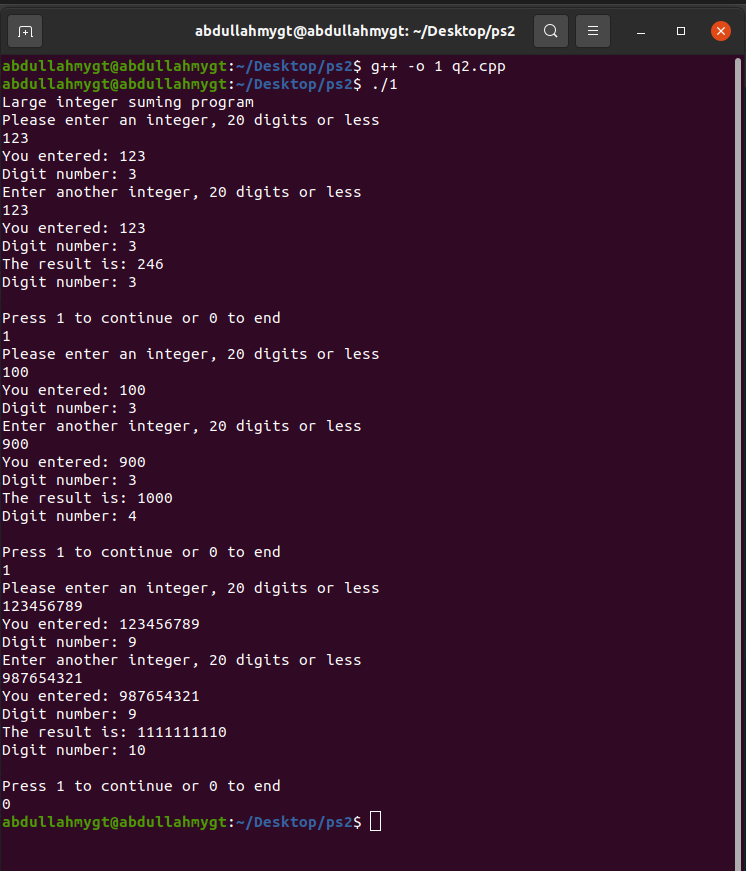 abdullahmygt@abdullahmygt: ~/Desktop/ps2
abdullahmygt@abdullahmygt:~/Desktop/ps2$ g++ -o 1 q2.cpp
abdullahmygt@abdullahmygt:~/Desktop/ps2$ ./1
Large integer suming program
Please enter an integer, 20 digits or less
123
You entered: 123
Digit number: 3
Enter another integer, 20 digits or less
123
You entered: 123
Digit number: 3
The result is: 246
Digit number: 3
Press 1 to continue or 0 to end
1
Please enter an integer, 20 digits or less
100
You entered: 100
Digit number: 3
Enter another integer, 20 digits or less
900
You entered: 900
Digit number: 3
The result is: 1000
Digit number: 4
Press 1 to continue or 0 to end
1
Please enter an integer, 20 digits or less
123456789
You entered: 123456789
Digit number: 9
Enter another integer, 20 digits or less
987654321
You entered: 987654321
Digit number: 9
The result is: 1111111110
Digit number: 10
Press 1 to continue or 0 to end
0
abdullahmygt@abdullahmygt:~/Desktop/ps2$